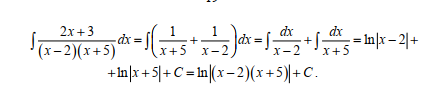 ∫ (2x+3)/((x−2)(x+5)) dx = ∫(1/(x+5) + 1/(x−2))dx = ∫ dx/(x−2) + ∫ dx/(x+5) = ln|x−2| +
+ln|x+5| + C = ln|(x−2)(x+5)| + C.